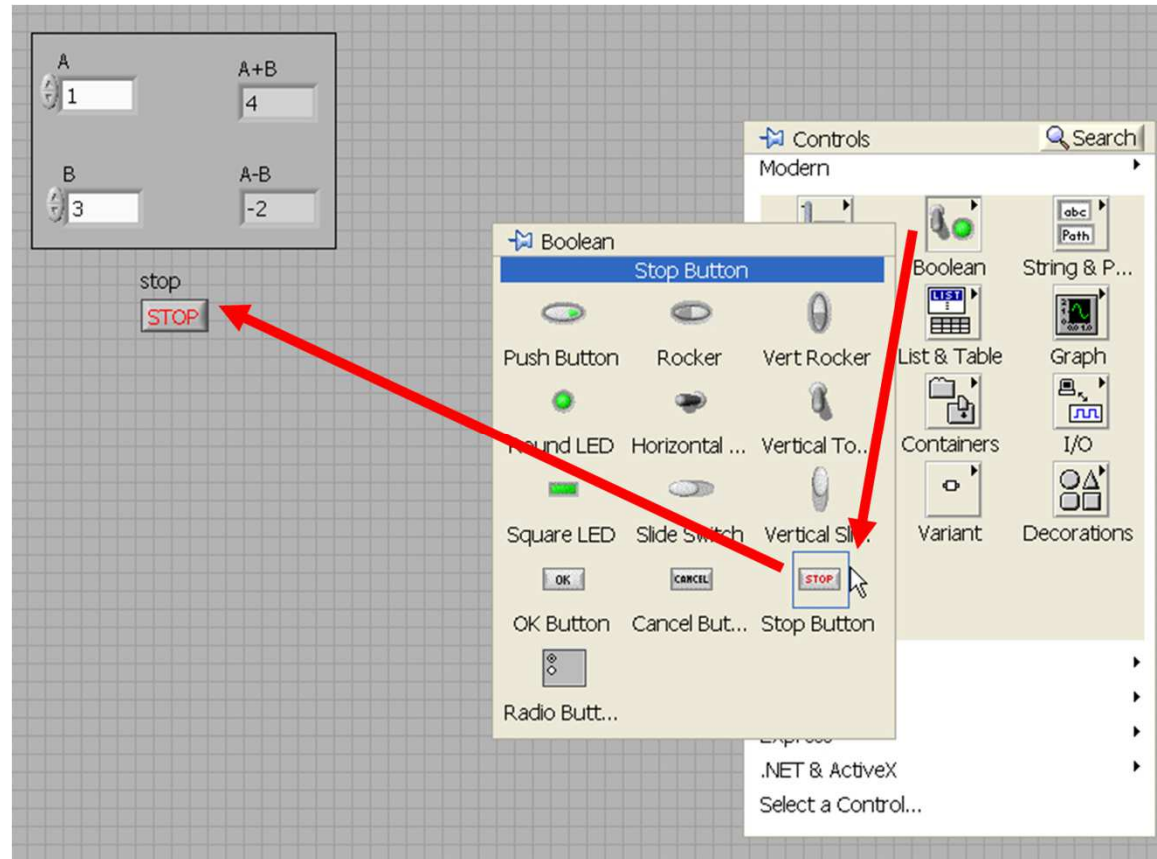 A
1
A+B
4
B
3
A-B
-2
stop
STOP
Controls
Search
Modern
Boolean
String & P...
abc
Path
LIST
List & Table
Graph
Containers
I/O
Variant
Decorations
.NET & ActiveX
Select a Control...
Boolean
Stop Button
Push Button
Rocker
Vert Rocker
LED
Horizontal ...
Vertical To...
Square LED
Slide Switch
Vertical
OK
CANCEL
STOP
OK Button
Cancel But...
Stop Button
Radio Butt...